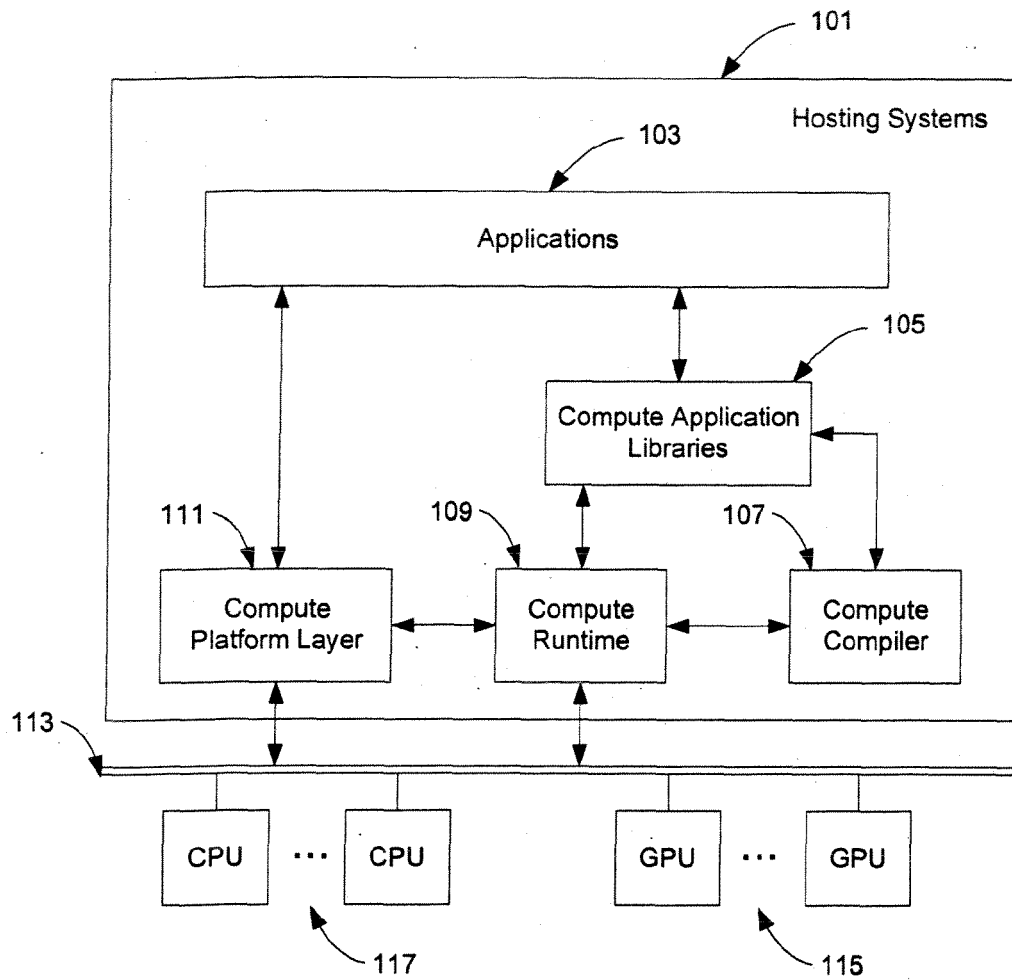 101
Hosting Systems
103
Applications
105
Compute Application
Libraries
111
109
107
Compute
Platform Layer
Compute
Runtime
Compute
Compiler
113
CPU
...
CPU
GPU
...
GPU
117
115